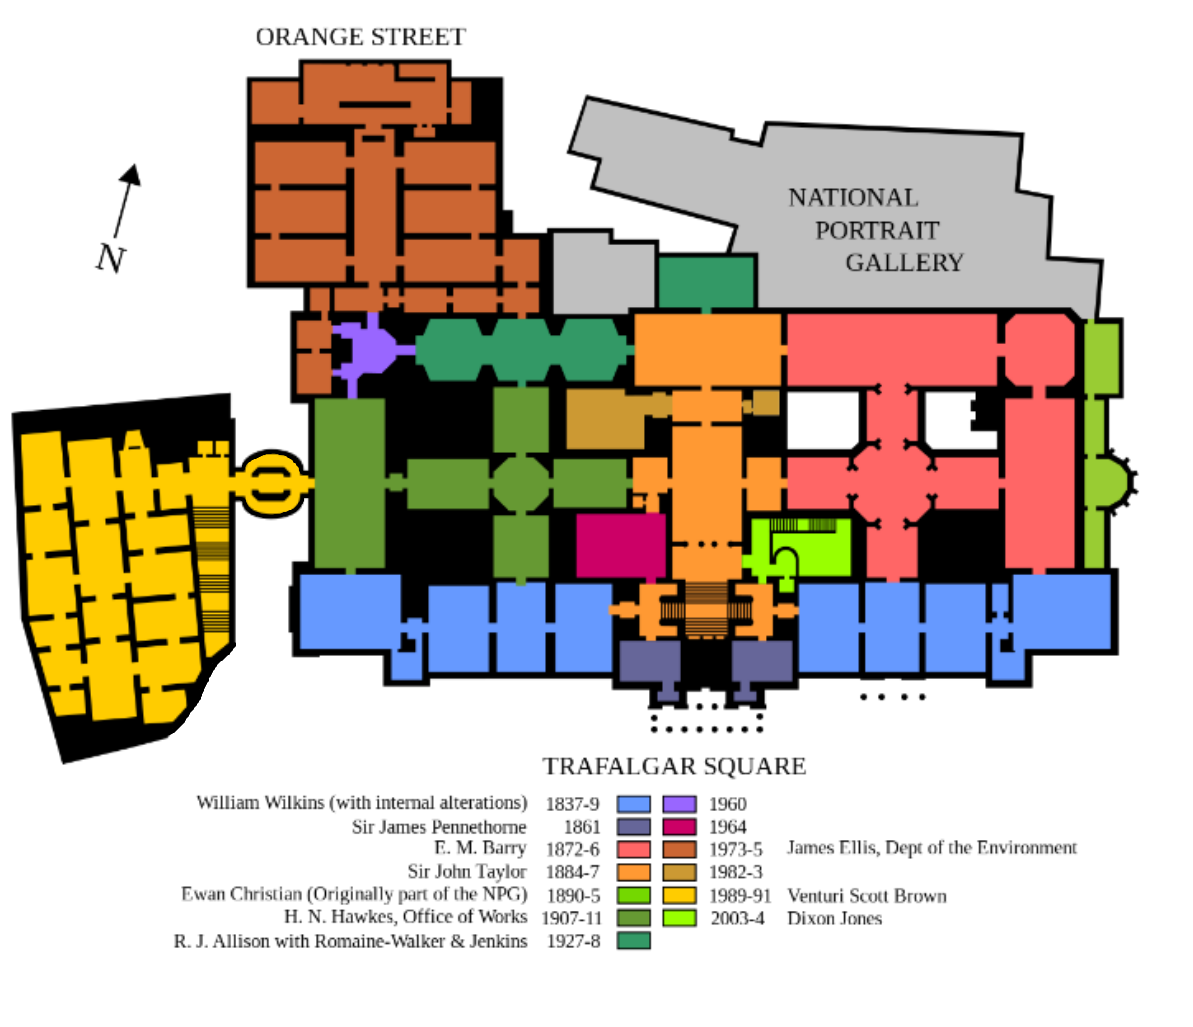 ORANGE STREET
NATIONAL
PORTRAIT
GALLERY
N
TRAFALGAR SQUARE
William Wilkins (with internal alterations) 1837-9 1960
Sir James Pennethorne 1861 1964
E. M. Barry 1872-6 1973-5 James Ellis, Dept of the Environment
Sir John Taylor 1884-7 1982-3
Ewan Christian (Originally part of the NPG) 1890-5 1989-91 Venturi Scott Brown
H. N. Hawkes, Office of Works 1907-11 2003-4 Dixon Jones
R. J. Allison with Romaine-Walker & Jenkins 1927-8